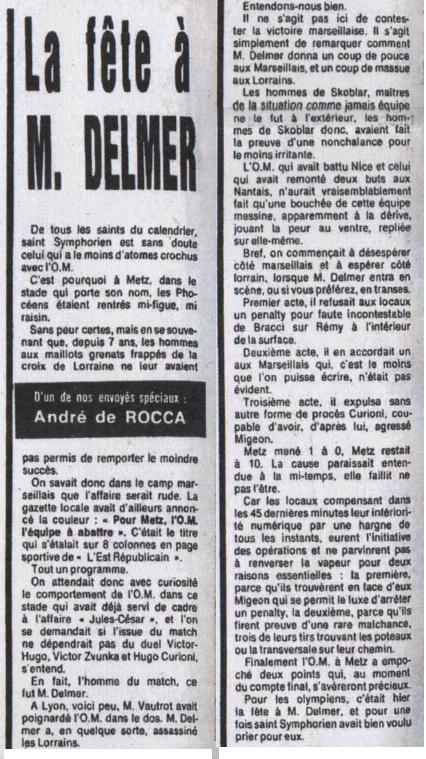 La fête à
M. DELMER
De tous les saints du calendrier,
saint Symphorien est sans doute
celui qui a le moins d'atomes crochus
avec l'O.M.
C'est pourquoi à Metz, dans le
stade qui porte son nom, les Pho-
céens étaient rentrés mi-figue, mi
raisin.
Sans peur certes, mais en se souve-
nant que, depuis 7 ans, les hommes
aux maillots grenats frappés de la
croix de Lorraine ne leur avaient
D'un de nos envoyés spéciaux :
André de ROCCA
pas permis de remporter le moindre
succès.
On savait donc dans le camp mar-
seillais que l'affaire serait rude. La
gazette locale avait d'ailleurs annon-
cé la couleur : « Pour Metz, l'O.M.
l'équipe à abattre ». C'était le titre
qui s'étalait sur 8 colonnes en page
sportive de « L'Est Républicain ».
Tout un programme.
On attendait donc avec curiosité
le comportement de l'O.M. dans ce
stade qui avait déjà servi de cadre
à l'affaire « Jules-César », et l'on
se demandait si l'issue du match
ne dépendrait pas du duel Victor-
Hugo, Victor Zvunka et Hugo Curioni,
s'entend.
En fait, l'homme du match, ce
fut M. Delmer.
A Lyon, voici peu, M. Vautrot avait
poignardé l'O.M. dans le dos. M. Del-
mer a, en quelque sorte, assassiné
les Lorrains.
Entendons-nous bien.
Il ne s'agit pas ici de contes-
ter la victoire marseillaise. Il s'agit
simplement de remarquer comment
M. Delmer donna un coup de pouce
aux Marseillais, et un coup de massue
aux Lorrains.
Les hommes de Skoblar, maîtres
de la situation comme jamais équipe
ne le fut à l'extérieur, les hom-
mes de Skoblar donc, avaient fait
la preuve d'une nonchalance pour
le moins irritante.
L'O.M. qui avait battu Nice et celui
qui avait remonté deux buts aux
Nantais, n'aurait vraisemblablement
fait qu'une bouchée de cette équipe
messine, apparemment à la dérive,
jouant la peur au ventre, repliée
sur elle-même.
Bref, on commençait à désespérer
côté marseillais et à espérer côté
lorrain, lorsque M. Delmer entra en
scène, ou si vous préférez, en transes.
Premier acte, il refusait aux locaux
un penalty pour faute incontestable
de Bracci sur Rémy à l'intérieur
de la surface.
Deuxième acte, il en accordait un
aux Marseillais qui, c'est le moins
que l'on puisse écrire, n'était pas
évident.
Troisième acte, il expulsa sans
autre forme de procès Curioni, cou-
pable d'avoir, d'après lui, agressé
Migeon.
Metz mené 1 à 0, Metz restait
à 10. La cause paraissait enten-
due à la mi-temps, elle faillit ne
pas l'être.
Car les locaux compensant dans
les 45 dernières minutes leur infériori-
té numérique par une hargne de
tous les instants, eurent l'initiative
des opérations et ne parvinrent pas
à renverser la vapeur pour deux
raisons essentielles : la première,
parce qu'ils trouvèrent en face d'eux
Migeon qui se permit le luxe d'arrêter
un penalty, la deuxième, parce qu'ils
firent preuve d'une rare malchance,
trois de leurs tirs trouvant les poteaux
ou la transversale sur leur chemin.
Finalement l'O.M. à Metz a empo-
ché deux points qui, au moment
du compte final, s'avéreront précieux.
Pour les olympiens, c'était hier
la fête à M. Delmer, et pour une
fois saint Symphorien avait bien voulu
prier pour eux.